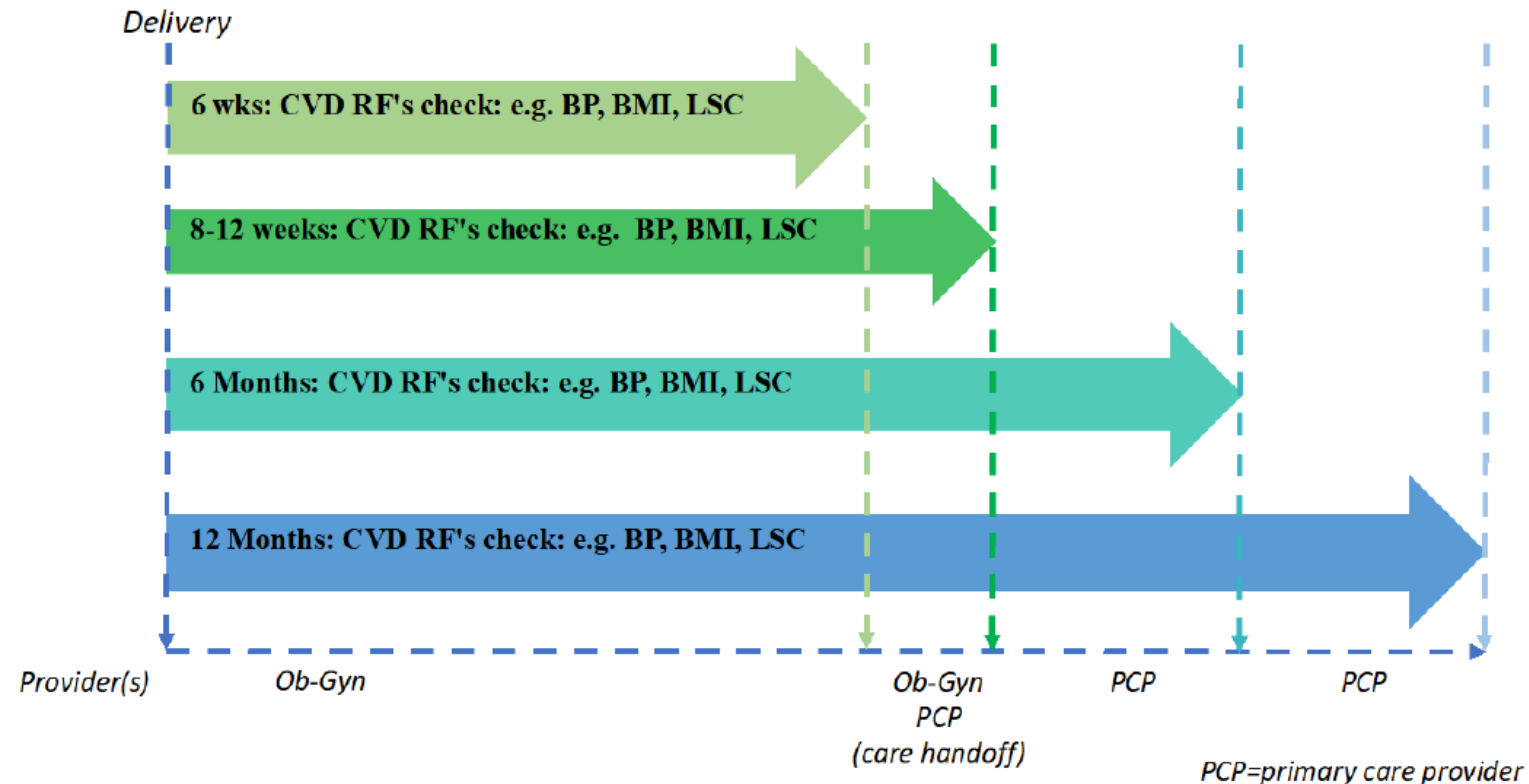 Delivery
6 wks: CVD RF's check: e.g. BP, BMI, LSC
8-12 weeks: CVD RF's check: e.g. BP, BMI, LSC
6 Months: CVD RF's check: e.g. BP, BMI, LSC
12 Months: CVD RF's check: e.g. BP, BMI, LSC
Provider(s) Ob-Gyn Ob-Gyn PCP PCP
PCP
(care handoff)
PCP=primary care provider